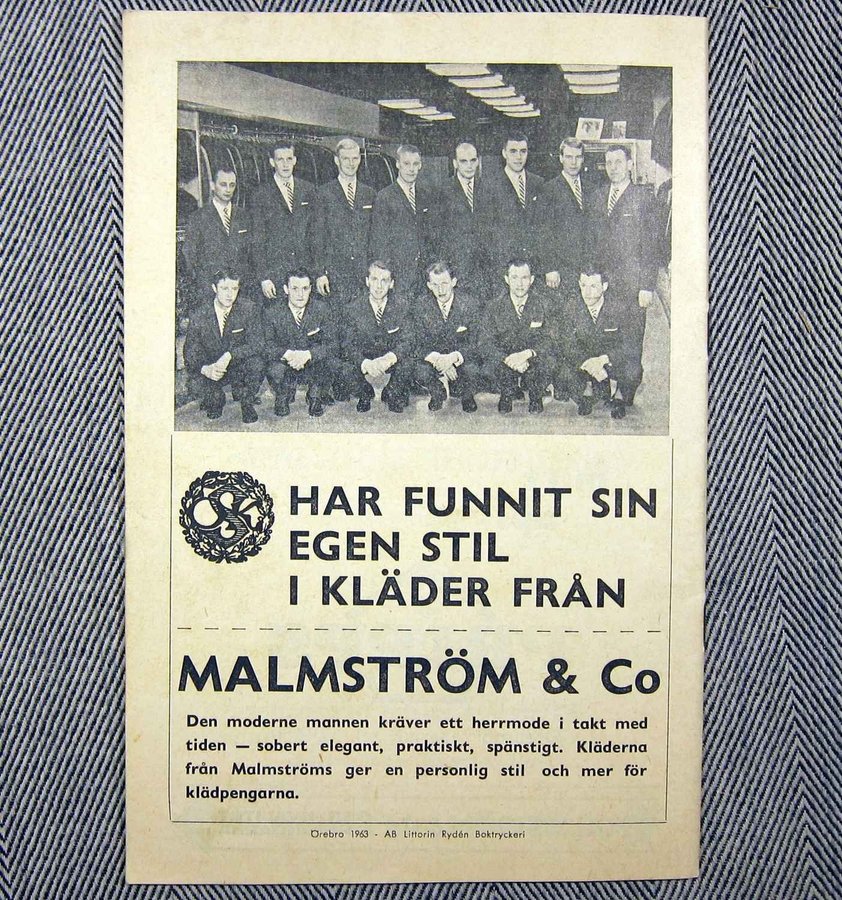 ÖSK
HAR FUNNIT SIN
EGEN STIL
I KLÄDER FRÅN
MALMSTRÖM & Co
Den moderne mannen kräver ett herrmode i takt med
tiden — sobert elegant, praktiskt, spänstigt. Kläderna
från Malmströms ger en personlig stil och mer för
klädpengarna.
Örebro 1963 - AB Littorin Rydén Boktryckeri